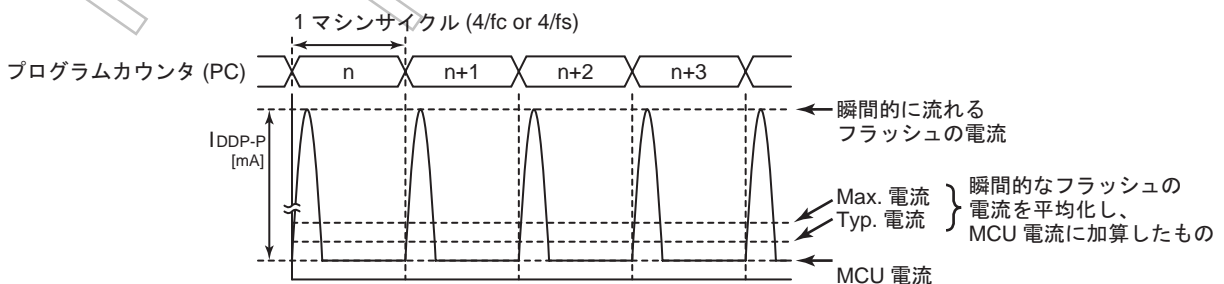 1 マシンサイクル (4/fc or 4/fs)
プログラムカウンタ (PC)
n
n+1
n+2
n+3
IDDP-P
[mA]
瞬間的に流れる
フラッシュの電流
Max. 電流
Typ. 電流
瞬間的なフラッシュの
電流を平均化し、
MCU 電流に加算したもの
MCU 電流